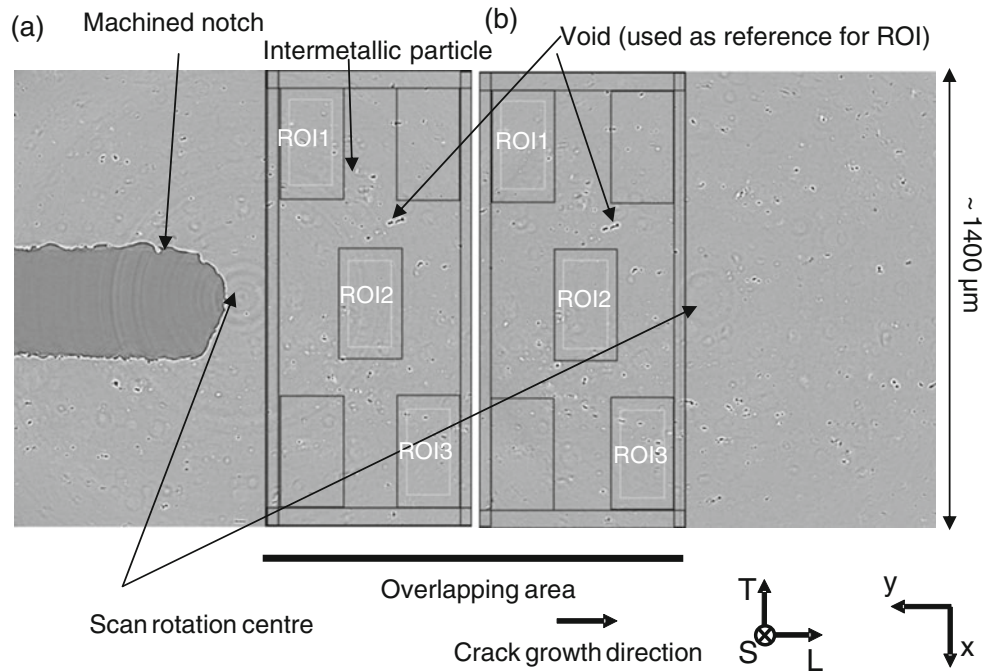 (a)
Machined notch
Intermetallic particle
(b)
Void (used as reference for ROI)
ROI1
ROI1
ROI2
ROI2
ROI3
ROI3
~ 1400 µm
Overlapping area
Scan rotation centre
Crack growth direction
T
S
L
y
x